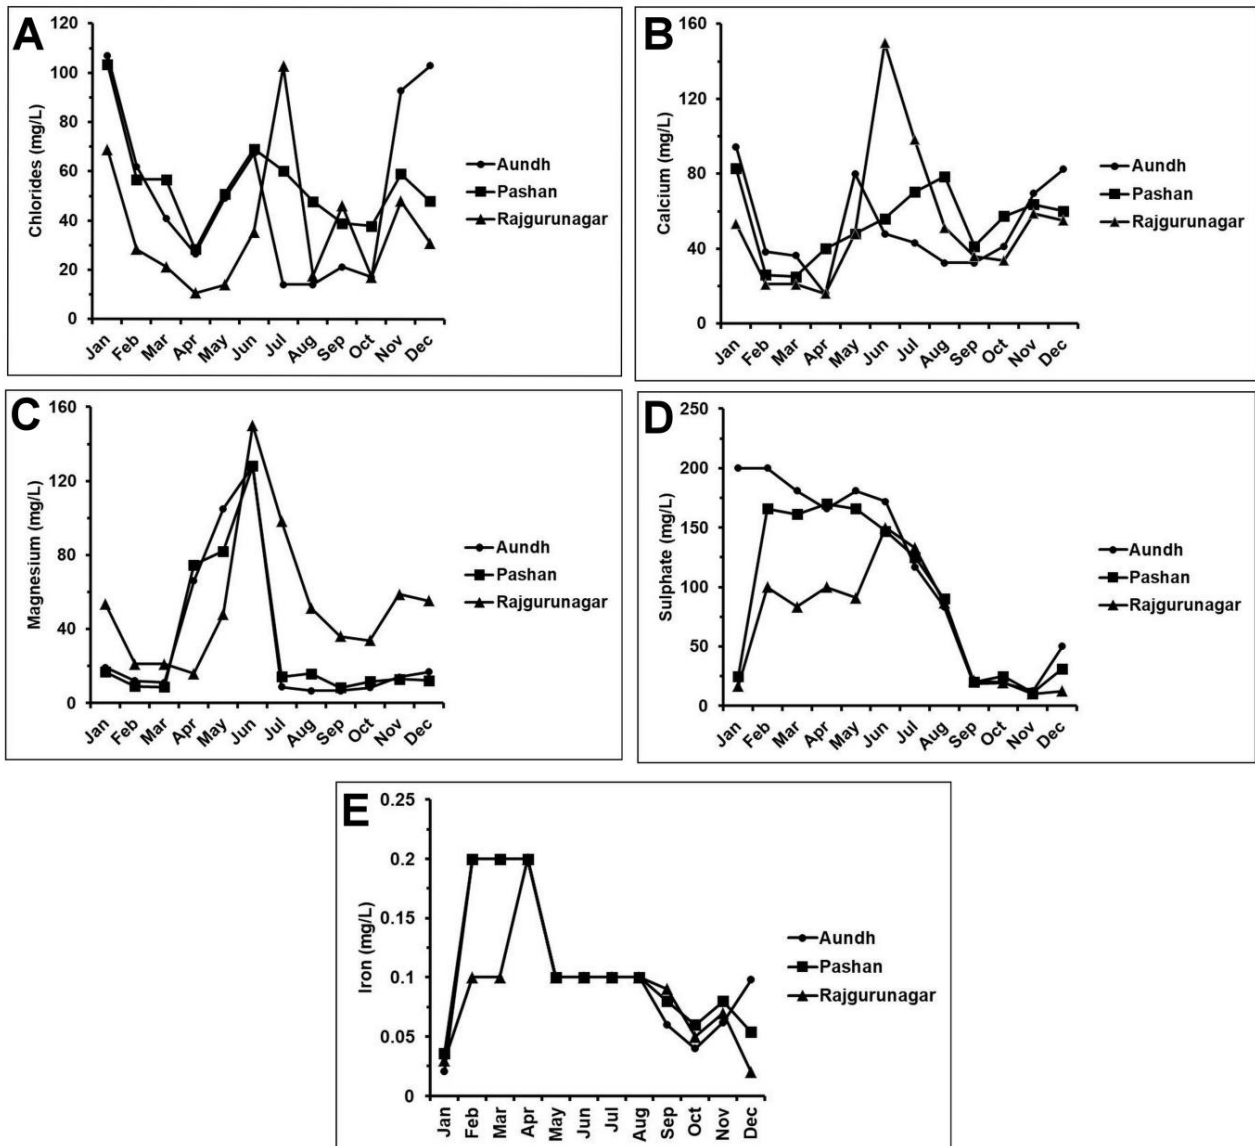 A
Chlorides (mg/L)
120
100
80
60
40
20
0
Jan Feb Mar Apr May Jun Jul Aug Sep Oct Nov Dec
Aundh
Pashan
Rajgurunagar
B
Calcium (mg/L)
160
120
80
40
0
Jan Feb Mar Apr May Jun Jul Aug Sep Oct Nov Dec
Aundh
Pashan
Rajgurunagar
C
Magnesium (mg/L)
160
120
80
40
0
Jan Feb Mar Apr May Jun Jul Aug Sep Oct Nov Dec
Aundh
Pashan
Rajgurunagar
D
Sulphate (mg/L)
250
200
150
100
50
0
Jan Feb Mar Apr May Jun Jul Aug Sep Oct Nov Dec
Aundh
Pashan
Rajgurunagar
E
Iron (mg/L)
0.25
0.2
0.15
0.1
0.05
0
Jan Feb Mar Apr May Jun Jul Aug Sep Oct Nov Dec
Aundh
Pashan
Rajgurunagar